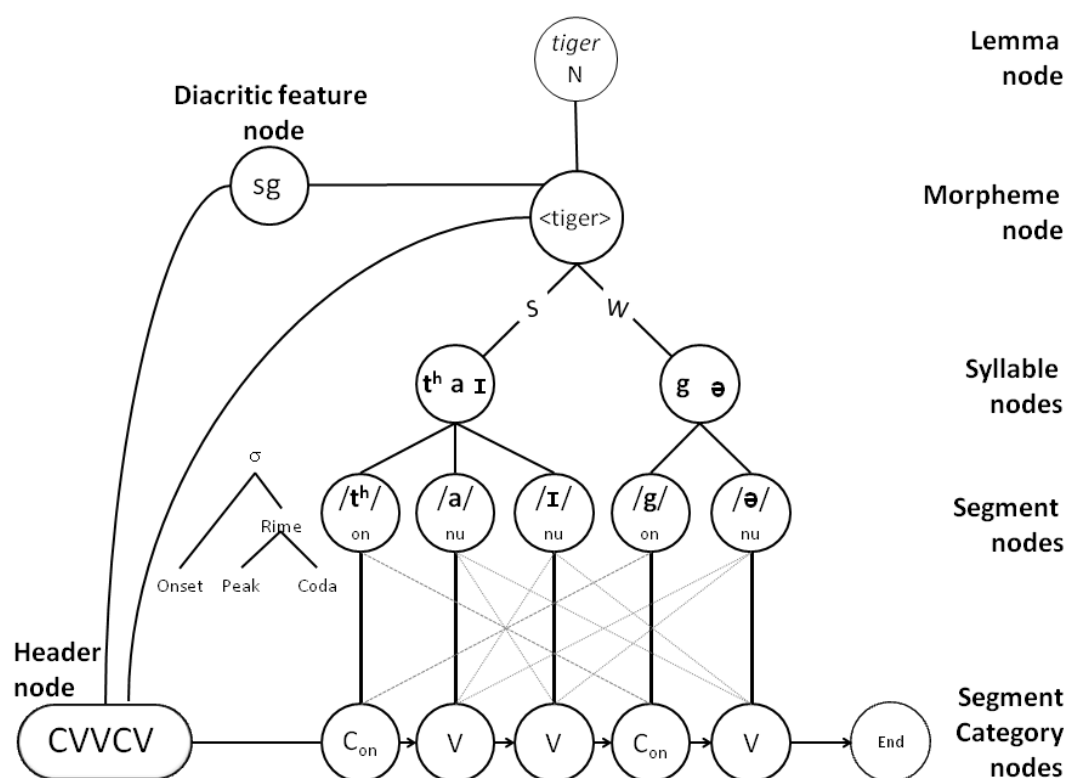 tiger
N
Lemma
node
Diacritic feature
node
sg
<tiger>
Morpheme
node
S W
tʰ a ɪ
g ə
Syllable
nodes
σ
Rime
Onset Peak Coda
/tʰ/ /a/ /ɪ/ /g/ /ə/
on nu nu on nu
Segment
nodes
Header
node
CVVCV
Cₒₙ V V Cₒₙ V End
Segment
Category
nodes